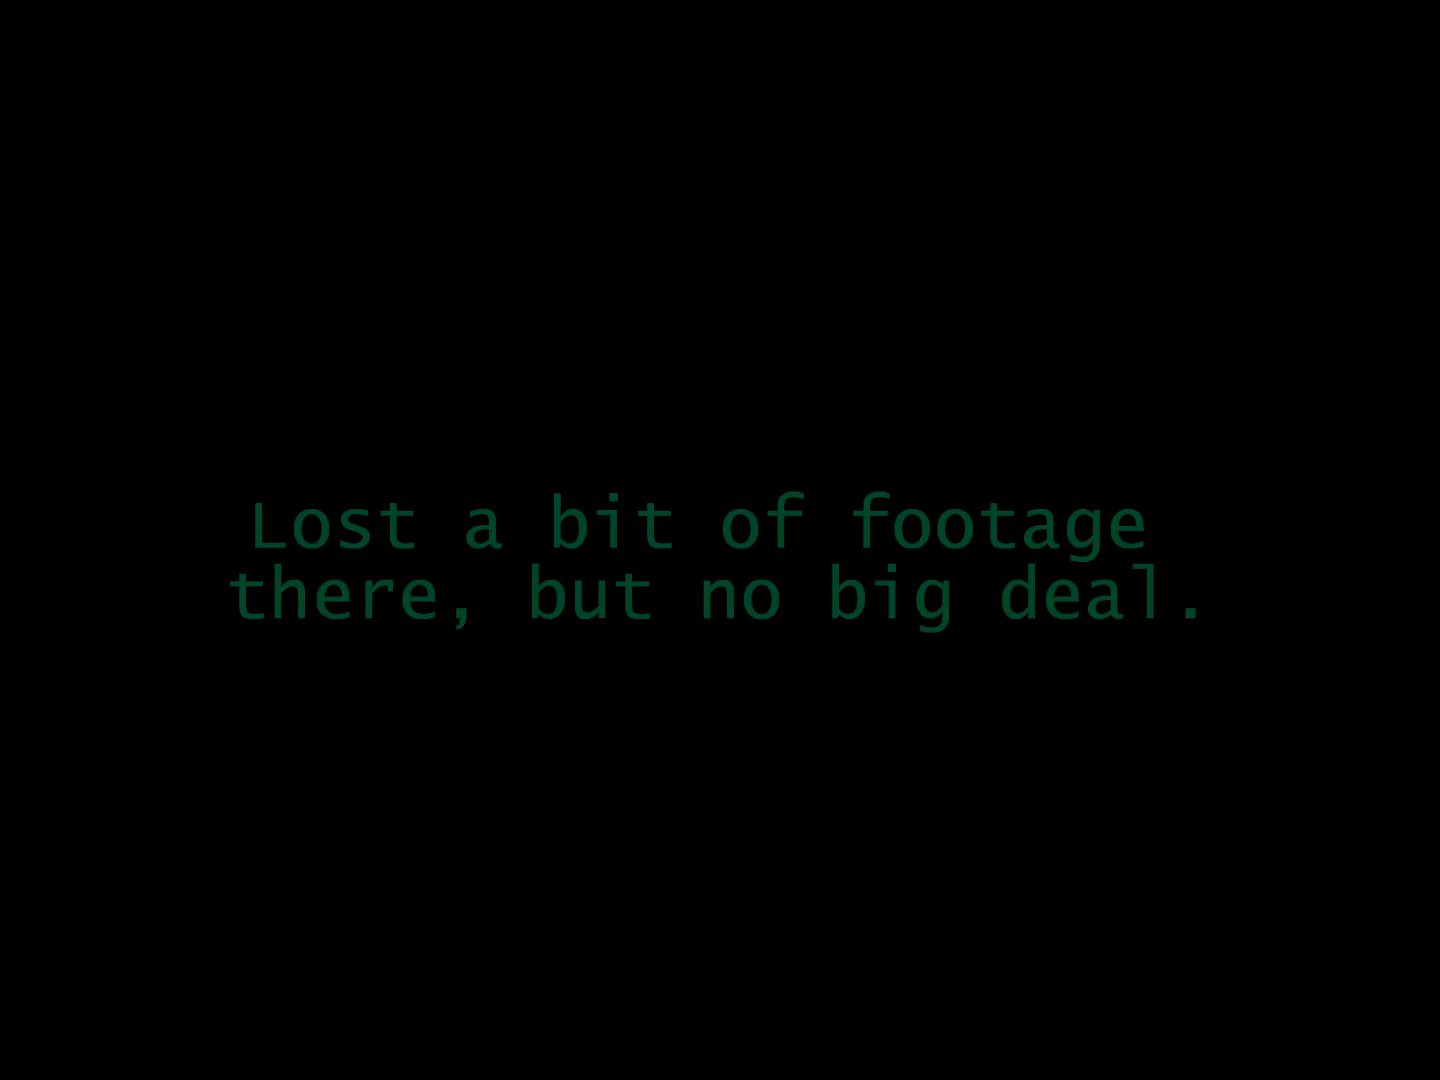 Lost a bit of footage
there, but no big deal.